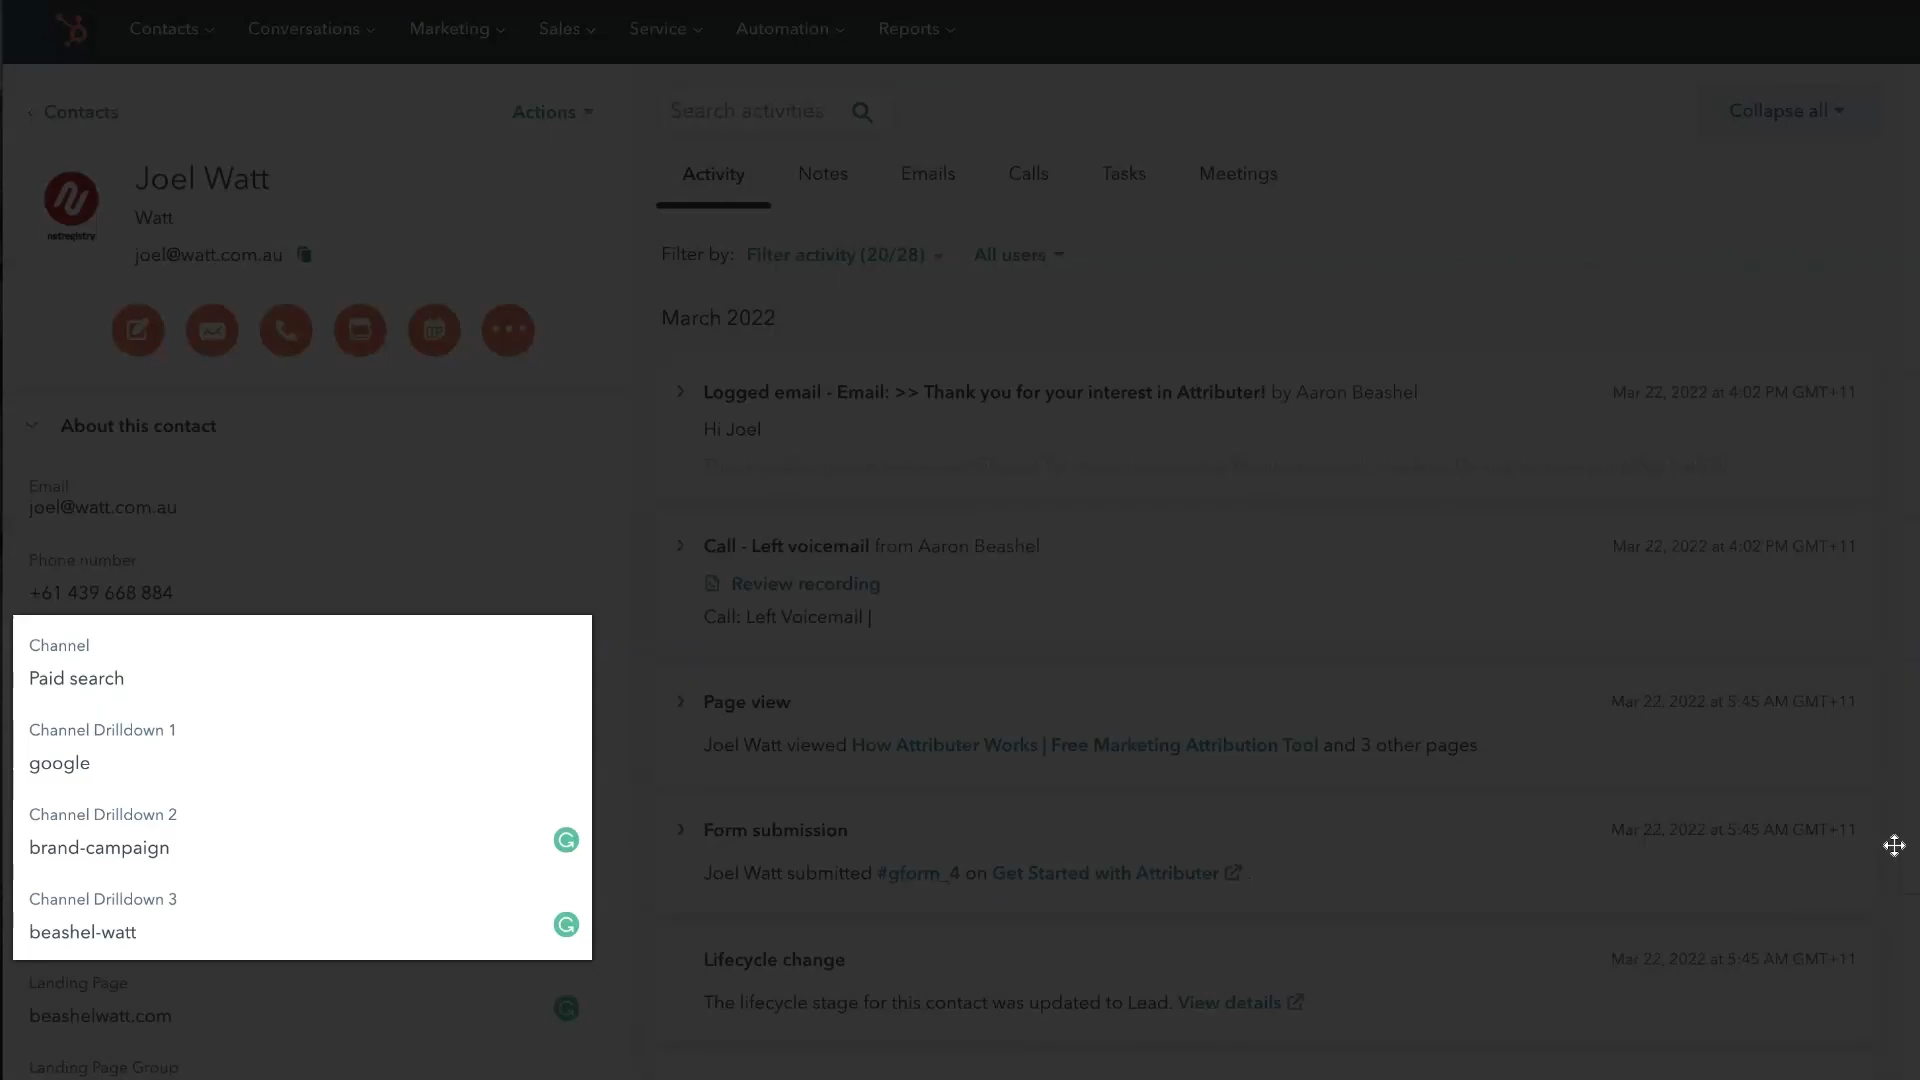 Contacts
Conversations
Marketing
Sales
Service
Automation
Reports
Contacts
Actions
Joel Watt
Watt
joel@watt.com.au
netregistry
About this contact
Email
joel@watt.com.au
Phone number
+61 439 668 884
Channel
Paid search
Channel Drilldown 1
google
Channel Drilldown 2
brand-campaign
Channel Drilldown 3
beashel-watt
Landing Page
beashelwatt.com
Landing Page Group
Search activities
Collapse all
Activity Notes Emails Calls Tasks Meetings
Filter by: Filter activity (20/28) All users
March 2022
Logged email - Email: >> Thank you for your interest in Attributer! by Aaron Beashel Mar 22, 2022 at 4:02 PM GMT+11
Hi Joel
Call - Left voicemail from Aaron Beashel Mar 22, 2022 at 4:02 PM GMT+11
Review recording
Call: Left Voicemail |
Page view Mar 22, 2022 at 5:45 AM GMT+11
Joel Watt viewed How Attributer Works | Free Marketing Attribution Tool and 3 other pages
Form submission Mar 22, 2022 at 5:45 AM GMT+11
Joel Watt submitted #gform_4 on Get Started with Attributer .
Lifecycle change Mar 22, 2022 at 5:45 AM GMT+11
The lifecycle stage for this contact was updated to Lead. View details